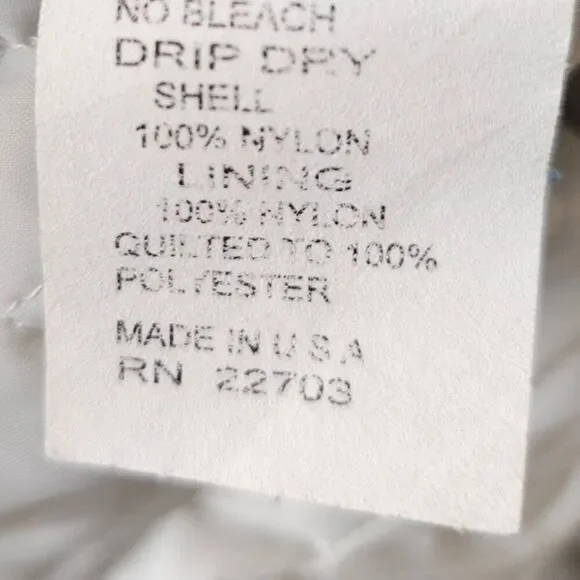 NO BLEACH
DRIP DRY
SHELL
100% NYLON
LINING
100% NYLON
QUILTED TO 100%
POLYESTER
MADE IN U S A
RN 22703